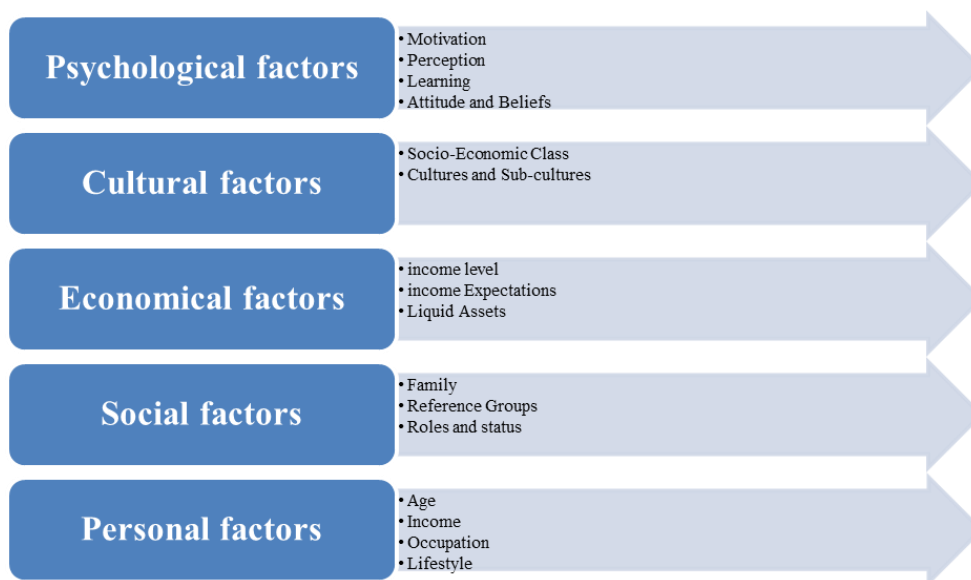 Psychological factors
• Motivation
• Perception
• Learning
• Attitude and Beliefs
Cultural factors
• Socio-Economic Class
• Cultures and Sub-cultures
Economical factors
• income level
• income Expectations
• Liquid Assets
Social factors
• Family
• Reference Groups
• Roles and status
Personal factors
• Age
• Income
• Occupation
• Lifestyle